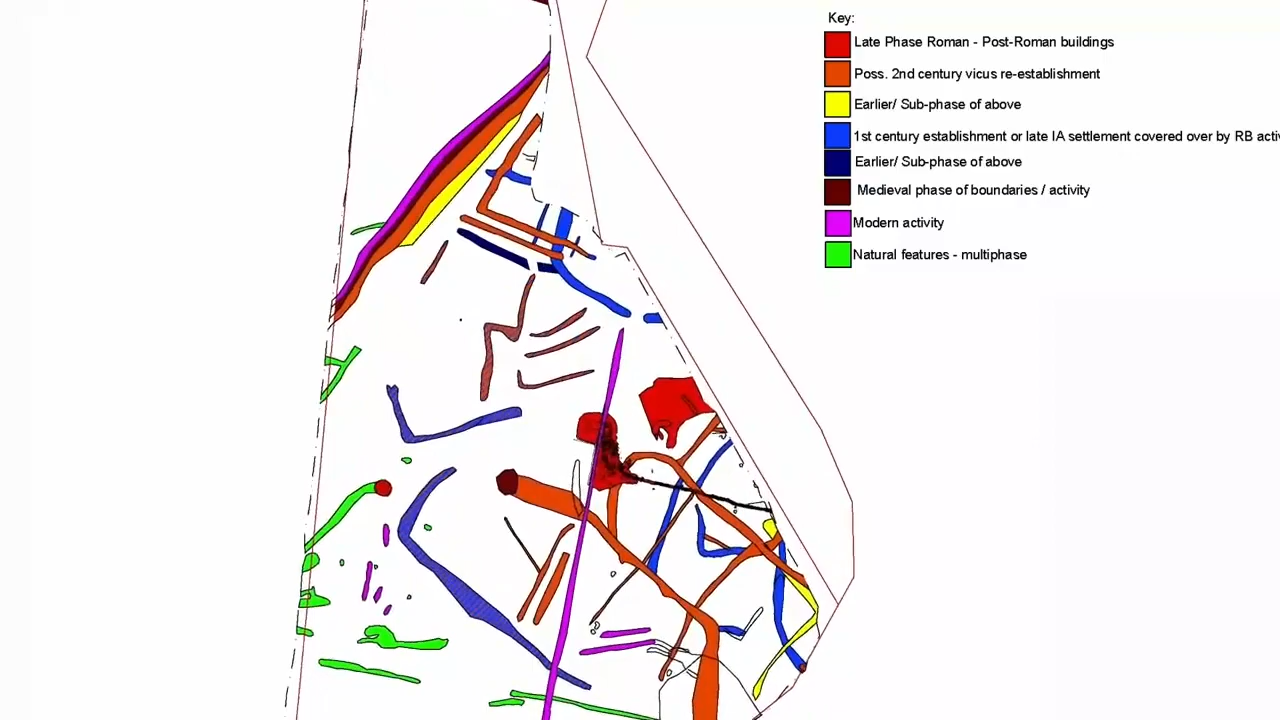 Key:
Late Phase Roman - Post-Roman buildings
Poss. 2nd century vicus re-establishment
Earlier/ Sub-phase of above
1st century establishment or late IA settlement covered over by RB
Earlier/ Sub-phase of above
Medieval phase of boundaries / activity
Modern activity
Natural features - multiphase